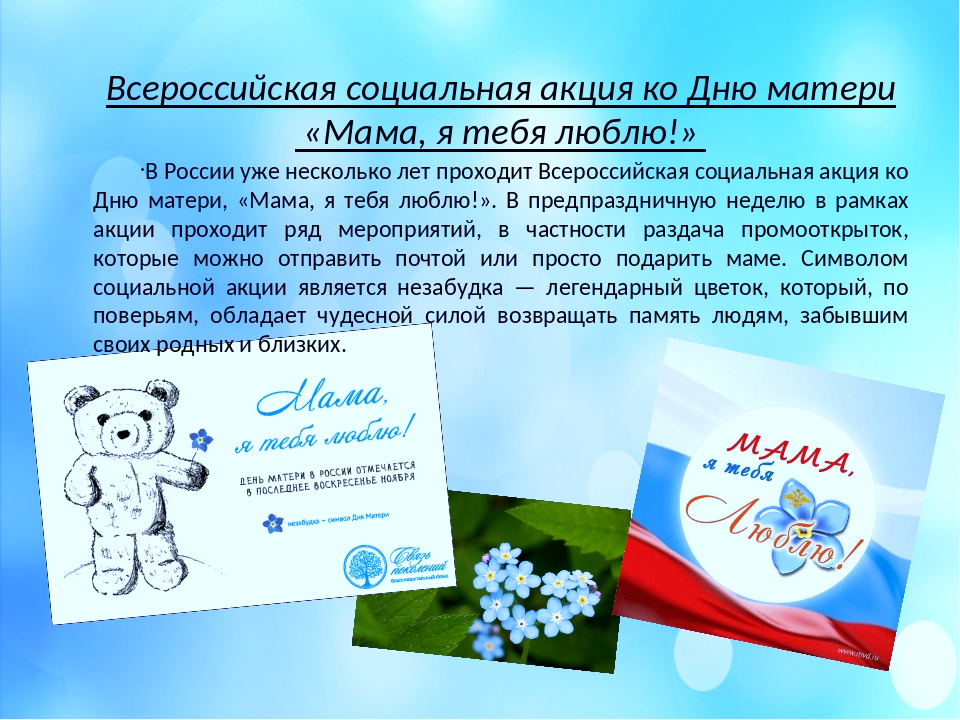 Всероссийская социальная акция ко Дню матери
«Мама, я тебя люблю!»
·В России уже несколько лет проходит Всероссийская социальная акция ко
Дню матери, «Мама, я тебя люблю!». В предпраздничную неделю в рамках
акции проходит ряд мероприятий, в частности раздача промооткрыток,
которые можно отправить почтой или просто подарить маме. Символом
социальной акции является незабудка — легендарный цветок, который, по
поверьям, обладает чудесной силой возвращать память людям, забывшим
своих родных и близких.
Мама,
я тебя люблю!
ДЕНЬ МАТЕРИ В РОССИИ ОТМЕЧАЕТСЯ
В ПОСЛЕДНЕЕ ВОСКРЕСЕНЬЕ НОЯБРЯ
незабудка – символ Дня Матери
Связь
поколений
благотворительный фонд
МАМА,
я тебя
Люблю!
www.mvd.ru